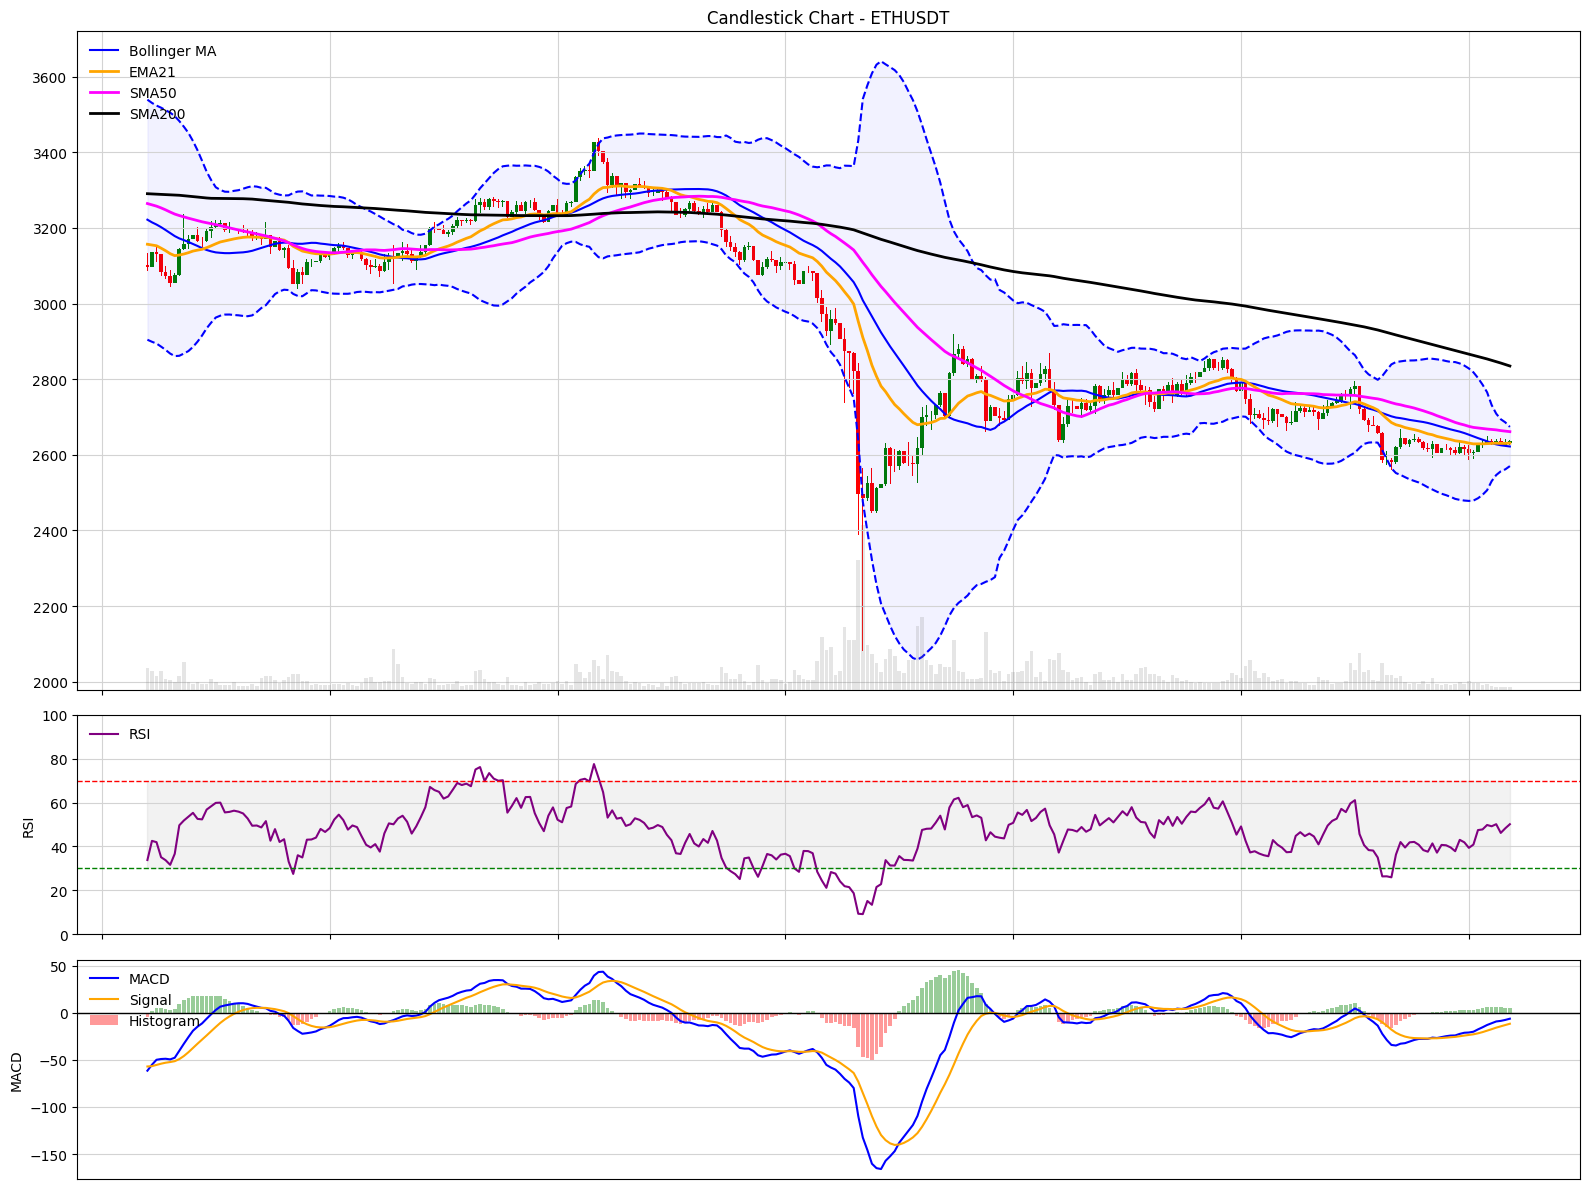 Candlestick Chart - ETHUSDT
Bollinger MA
EMA21
SMA50
SMA200
3600
3400
3200
3000
2800
2600
2400
2200
2000
RSI
100
80
60
40
20
0
RSI
MACD
Signal
Histogram
50
0
−50
−100
−150
MACD